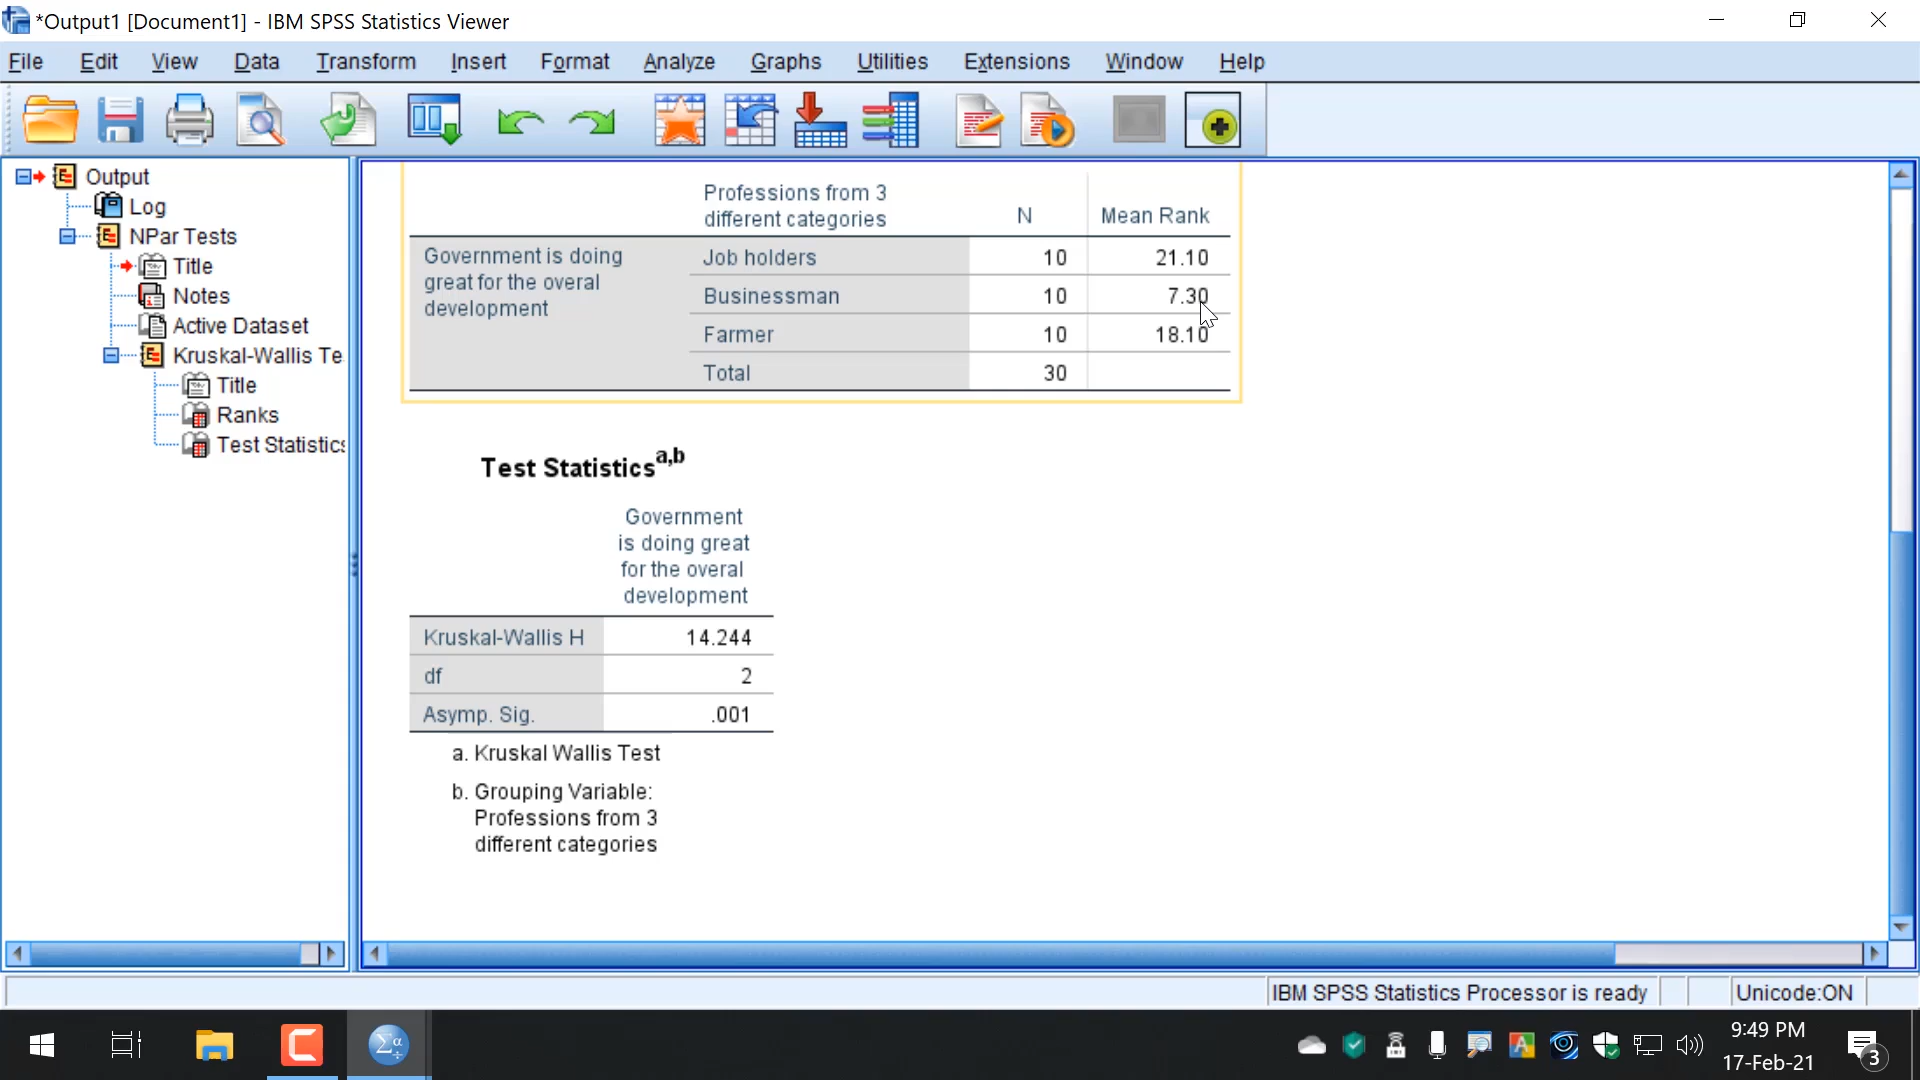 *Output1 [Document1] - IBM SPSS Statistics Viewer
File Edit View Data Transform Insert Format Analyze Graphs Utilities Extensions Window Help
Output
Log
NPar Tests
Title
Notes
Active Dataset
Kruskal-Wallis Te
Title
Ranks
Test Statistics
Professions from 3
different categories
N
Mean Rank
Government is doing
great for the overal
development
Job holders 10 21.10
Businessman 10 7.30
Farmer 10 18.10
Total 30
Test Statistics a,b
Government
is doing great
for the overal
development
Kruskal-Wallis H 14.244
df 2
Asymp. Sig. .001
a. Kruskal Wallis Test
b. Grouping Variable:
Professions from 3
different categories
IBM SPSS Statistics Processor is ready
Unicode:ON
9:49 PM
17-Feb-21
3